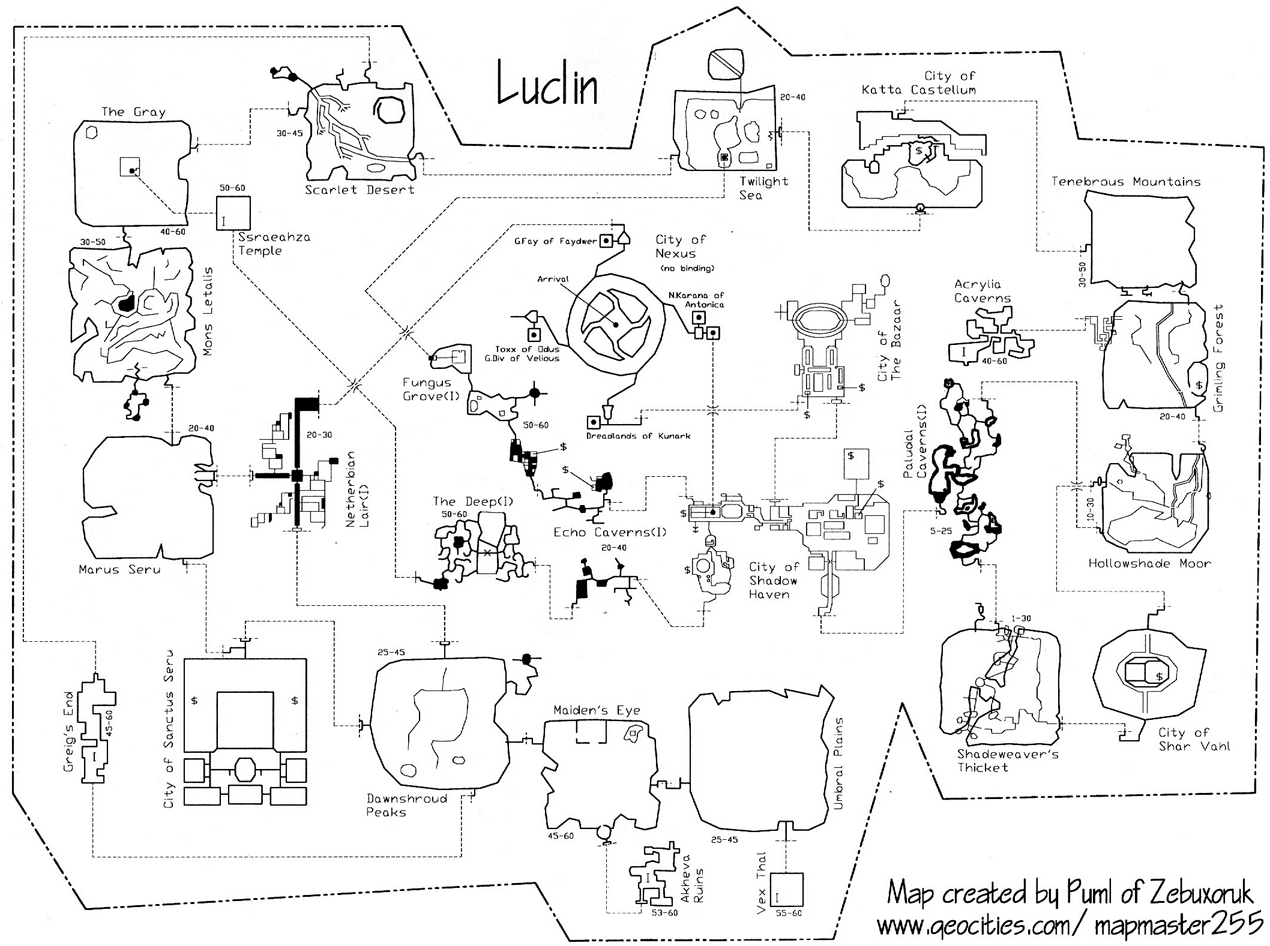 Luclin
The Gray
40-60
50-60
Ssraeahza
Temple
30-45
Scarlet Desert
20-40
Twilight
Sea
City of
Katta Castellum
$
Tenebrous Mountains
30-50
30-50
Mons Letalis
G.Fay of Faydwer
City of
Nexus
(no binding)
Arrival
N.Karana of
Antonica
Toxx of Odus
G.Div of Velious
Dreadlands of Kunark
City of
The Bazaar
$
$
Acrylia
Caverns
I
40-60
Grimling Forest
$
20-40
Fungus
Grove(I)
50-60
$
$
20-40
Marus Seru
20-30
Netherbian
Lair(I)
The Deep(I)
50-60
Echo Caverns(I)
20-40
$
$
$
$
City of
Shadow
Haven
Paludal
Caverns(I)
5-25
10-30
Hollowshade Moor
Greig's End
45-60
I
City of Sanctus Seru
$
$
25-45
Dawnshroud
Peaks
Maiden's Eye
45-60
Umbral Plains
25-45
I
Akheva
Ruins
53-60
Vex Thal
I
55-60
1-30
Shadeweaver's
Thicket
$
City of
Shar Vahl
Map created by Puml of Zebuxoruk
www.geocities.com/ mapmaster255